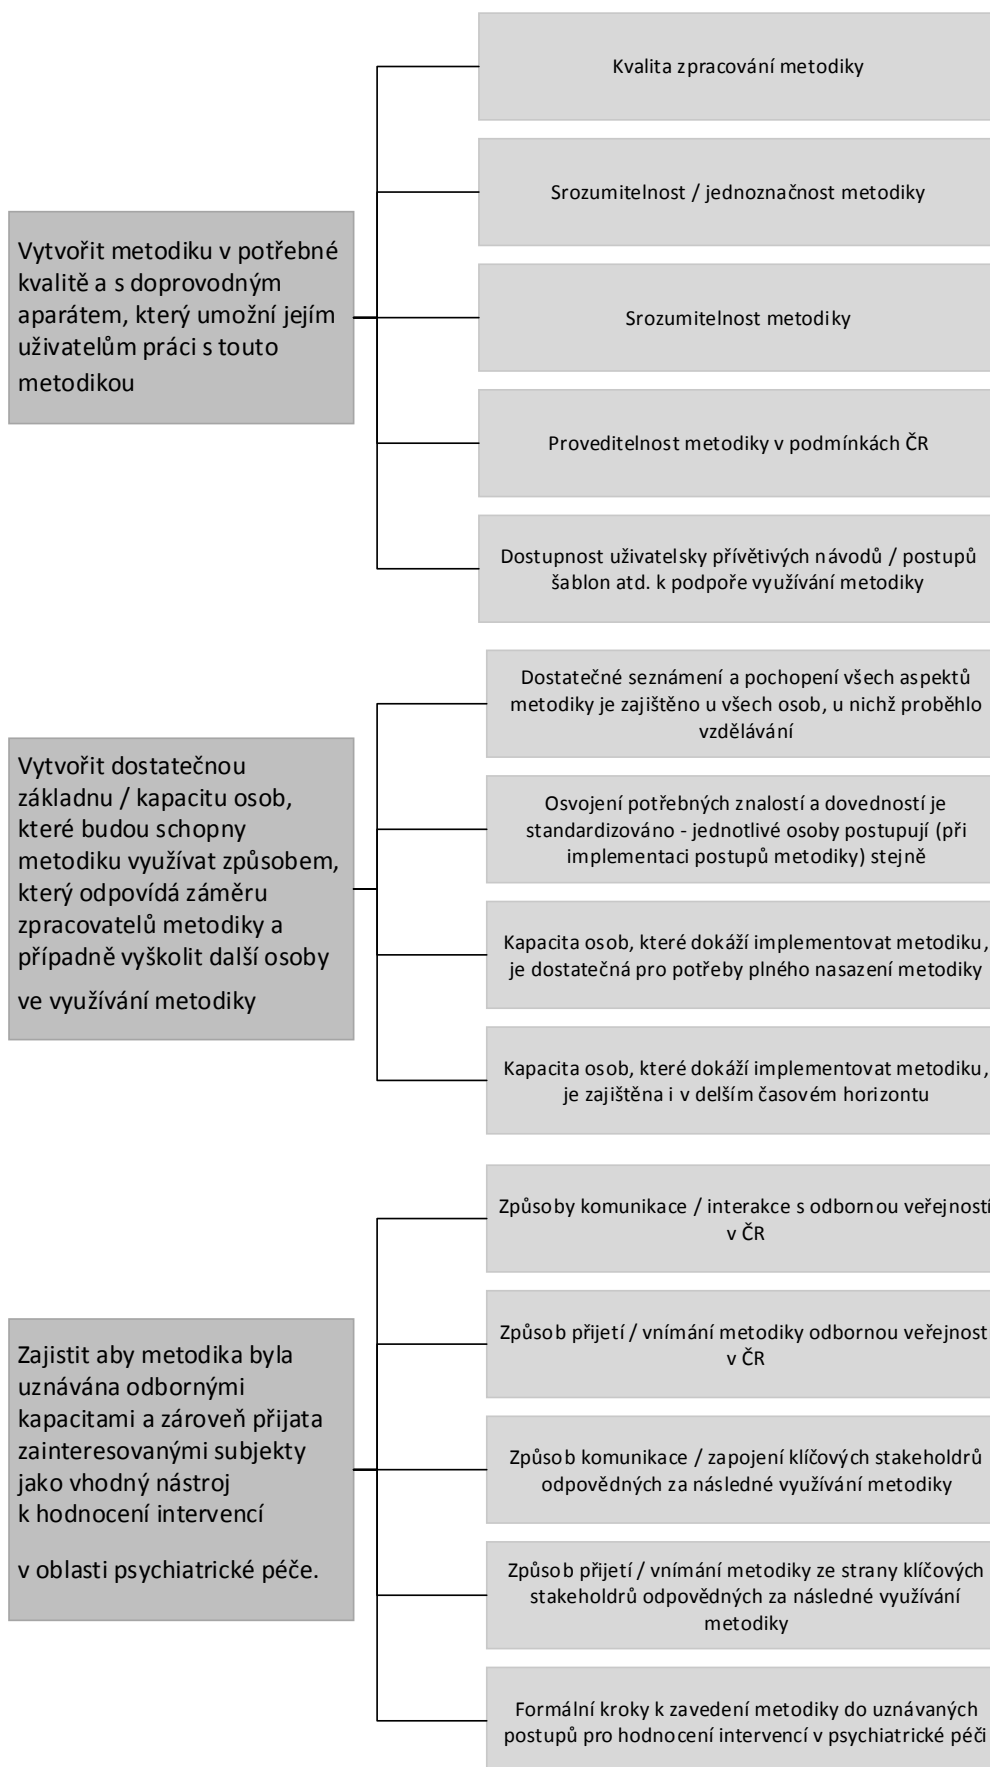 Vytvořit metodiku v potřebné
kvalitě a s doprovodným
aparátem, který umožní jejím
uživatelům práci s touto
metodikou
Kvalita zpracování metodiky
Srozumitelnost / jednoznačnost metodiky
Srozumitelnost metodiky
Proveditelnost metodiky v podmínkách ČR
Dostupnost uživatelsky přívětivých návodů / postupů
šablon atd. k podpoře využívání metodiky
Vytvořit dostatečnou
základnu / kapacitu osob,
které budou schopny
metodiku využívat způsobem,
který odpovídá záměru
zpracovatelů metodiky a
případně vyškolit další osoby
ve využívání metodiky
Dostatečné seznámení a pochopení všech aspektů
metodiky je zajištěno u všech osob, u nichž proběhlo
vzdělávání
Osvojení potřebných znalostí a dovedností je
standardizováno - jednotlivé osoby postupují (při
implementaci postupů metodiky) stejně
Kapacita osob, které dokáží implementovat metodiku,
je dostatečná pro potřeby plného nasazení metodiky
Kapacita osob, které dokáží implementovat metodiku,
je zajištěna i v delším časovém horizontu
Zajistit aby metodika byla
uznávána odbornými
kapacitami a zároveň přijata
zainteresovanými subjekty
jako vhodný nástroj
k hodnocení intervencí
v oblasti psychiatrické péče.
Způsoby komunikace / interakce s odbornou veřejností
v ČR
Způsob přijetí / vnímání metodiky odbornou veřejnost
v ČR
Způsob komunikace / zapojení klíčových stakeholdrů
odpovědných za následné využívání metodiky
Způsob přijetí / vnímání metodiky ze strany klíčových
stakeholdrů odpovědných za následné využívání
metodiky
Formální kroky k zavedení metodiky do uznávaných
postupů pro hodnocení intervencí v psychiatrické péči